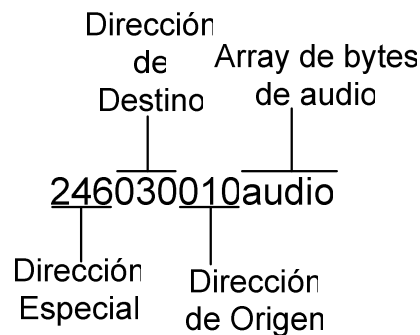 Dirección
de
Destino
Array de bytes
de audio
246030010audio
Dirección
Especial
Dirección
de Origen